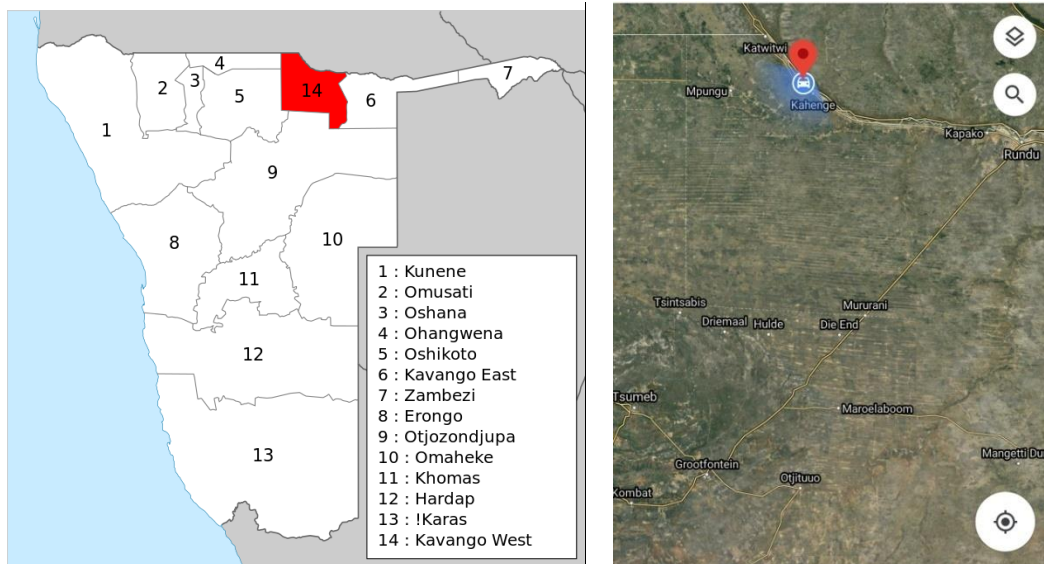 4
7
2
3
5
14
6
1
9
8
10
11
12
13
1 : Kunene
2 : Omusati
3 : Oshana
4 : Ohangwena
5 : Oshikoto
6 : Kavango East
7 : Zambezi
8 : Erongo
9 : Otjozondjupa
10 : Omaheke
11 : Khomas
12 : Hardap
13 : !Karas
14 : Kavango West
Katwitwi
Mpungu
Kahenge
Kapako
Rundu
Tsintsabis
Mururani
Driemaal
Hulde
Die End
Tsumeb
Maroelaboom
Mangetti Du
Grootfontein
Otjituuo
Kombat